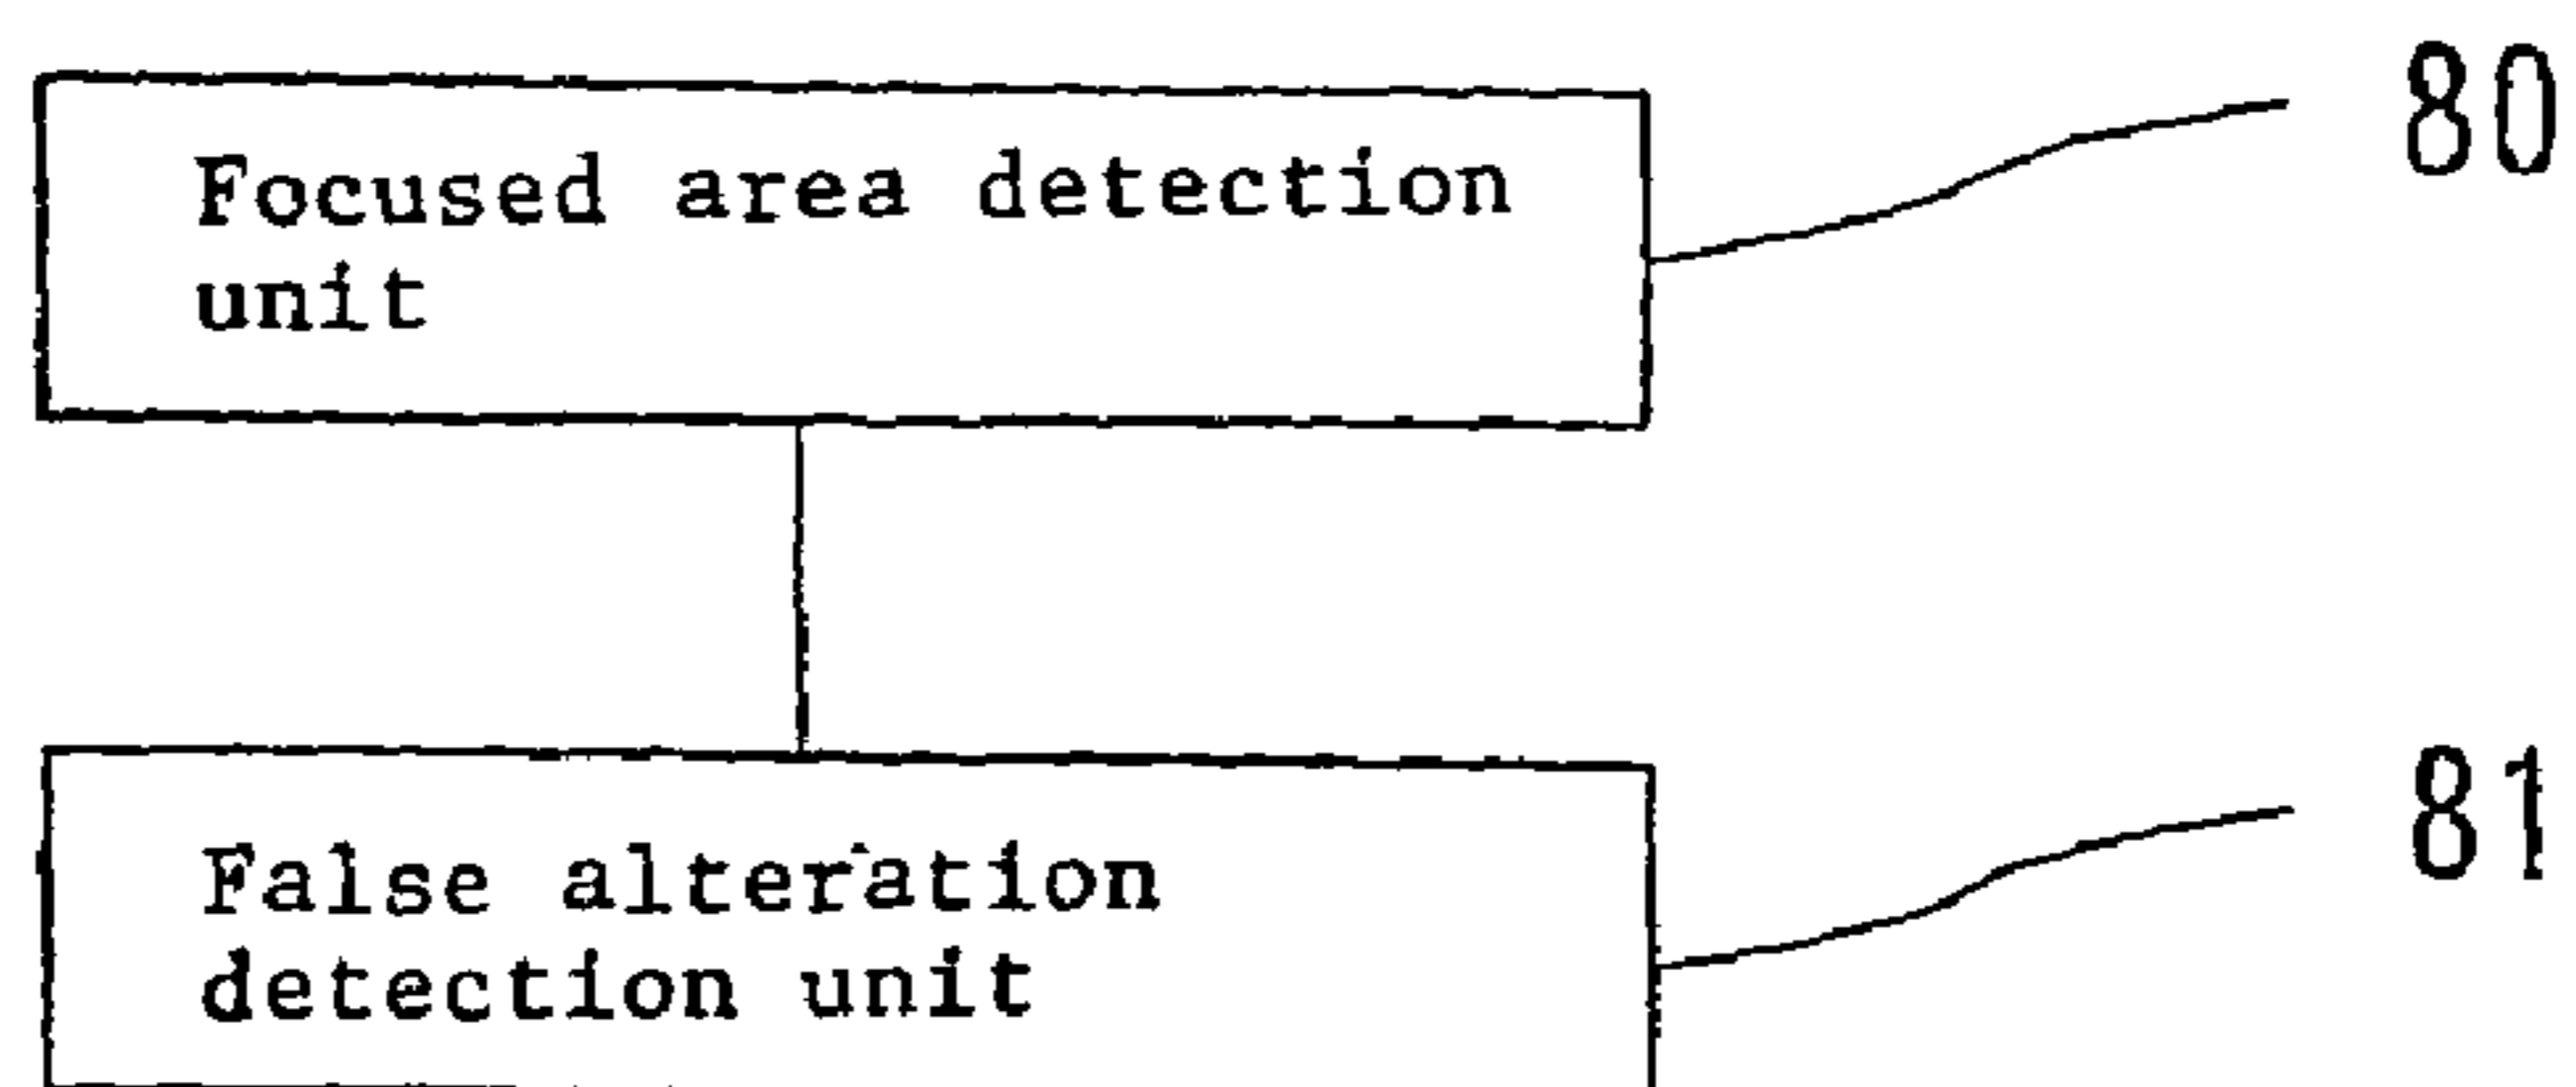 80
Focused area detection
unit
81
False alteration
detection unit